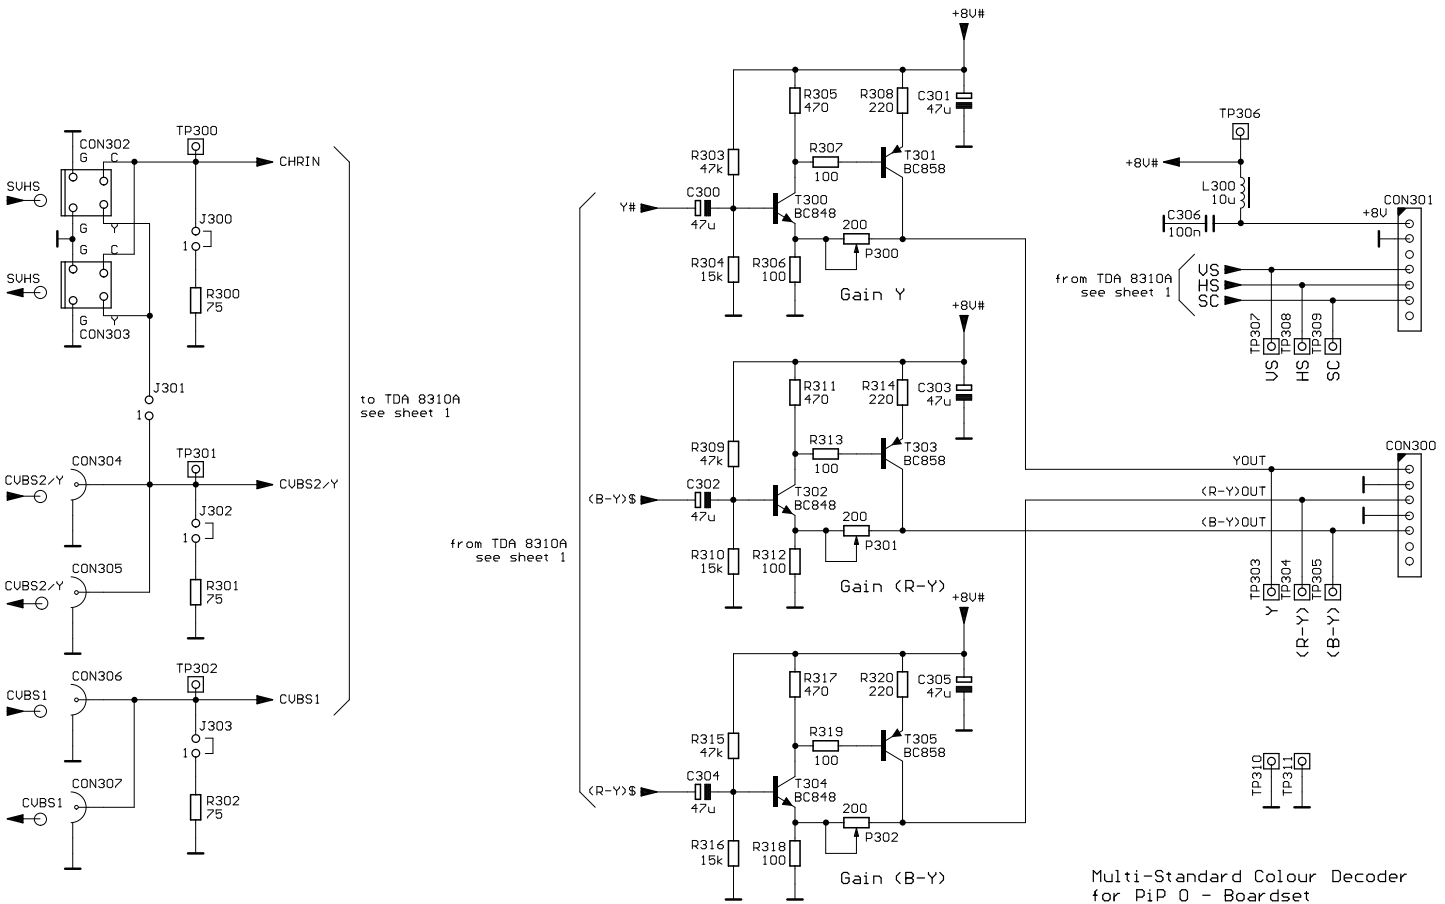 +8V#
R305
470
R308
220
C301
47u
TP306
CON302
G C
TP300
CHRIN
R303
47k
R307
100
T301
BC858
+8V#
L300
10u
SVHS
G Y
J300
1
C300
47u
Y#
T300
BC848
200
P300
C306
100n
+8V
CON301
G C
SVHS
R300
75
G Y
CON303
R304
15k
R306
100
Gain Y
from TDA 8310A
see sheet 1
VS
HS
SC
TP307
TP308
TP309
VS
HS
SC
+8V#
J301
1
to TDA 8310A
see sheet 1
R311
470
R314
220
C303
47u
R309
47k
R313
100
T303
BC858
CON304
CVBS2/Y
TP301
CVBS2/Y
J302
1
C302
47u
(B-Y)$
T302
BC848
200
P301
YOUT
(R-Y)OUT
(B-Y)OUT
CON300
from TDA 8310A
see sheet 1
CON305
CVBS2/Y
R301
75
R310
15k
R312
100
Gain (R-Y)
TP303
TP304
TP305
Y
(R-Y)
(B-Y)
+8V#
CON306
CVBS1
TP302
CVBS1
J303
1
R317
470
R320
220
C305
47u
R315
47k
R319
100
T305
BC858
CON307
CVBS1
R302
75
C304
47u
(R-Y)$
T304
BC848
200
P302
TP310
TP311
R316
15k
R318
100
Gain (B-Y)
Multi-Standard Colour Decoder
for PiP O - Boardset